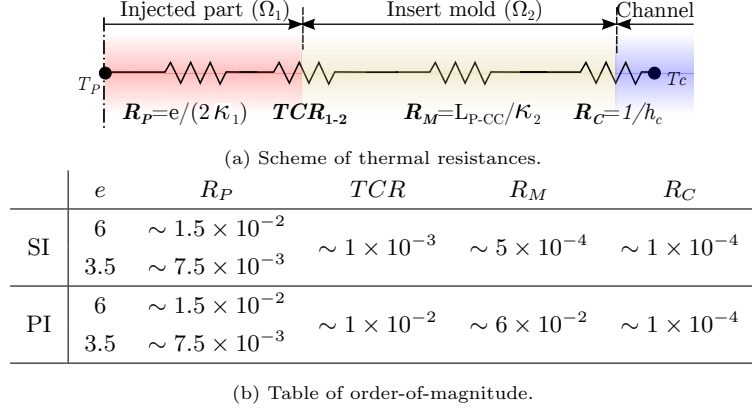 Injected part (Ω₁) Insert mold (Ω₂) Channel
T_P Tc
R_P=e/(2κ₁) TCR₁₋₂ R_M=L_P-CC/κ₂ R_C=1/h_c
(a) Scheme of thermal resistances.
e R_P TCR R_M R_C
SI 6 ∼ 1.5 × 10⁻² ∼ 1 × 10⁻³ ∼ 5 × 10⁻⁴ ∼ 1 × 10⁻⁴
3.5 ∼ 7.5 × 10⁻³
PI 6 ∼ 1.5 × 10⁻² ∼ 1 × 10⁻² ∼ 6 × 10⁻² ∼ 1 × 10⁻⁴
3.5 ∼ 7.5 × 10⁻³
(b) Table of order-of-magnitude.